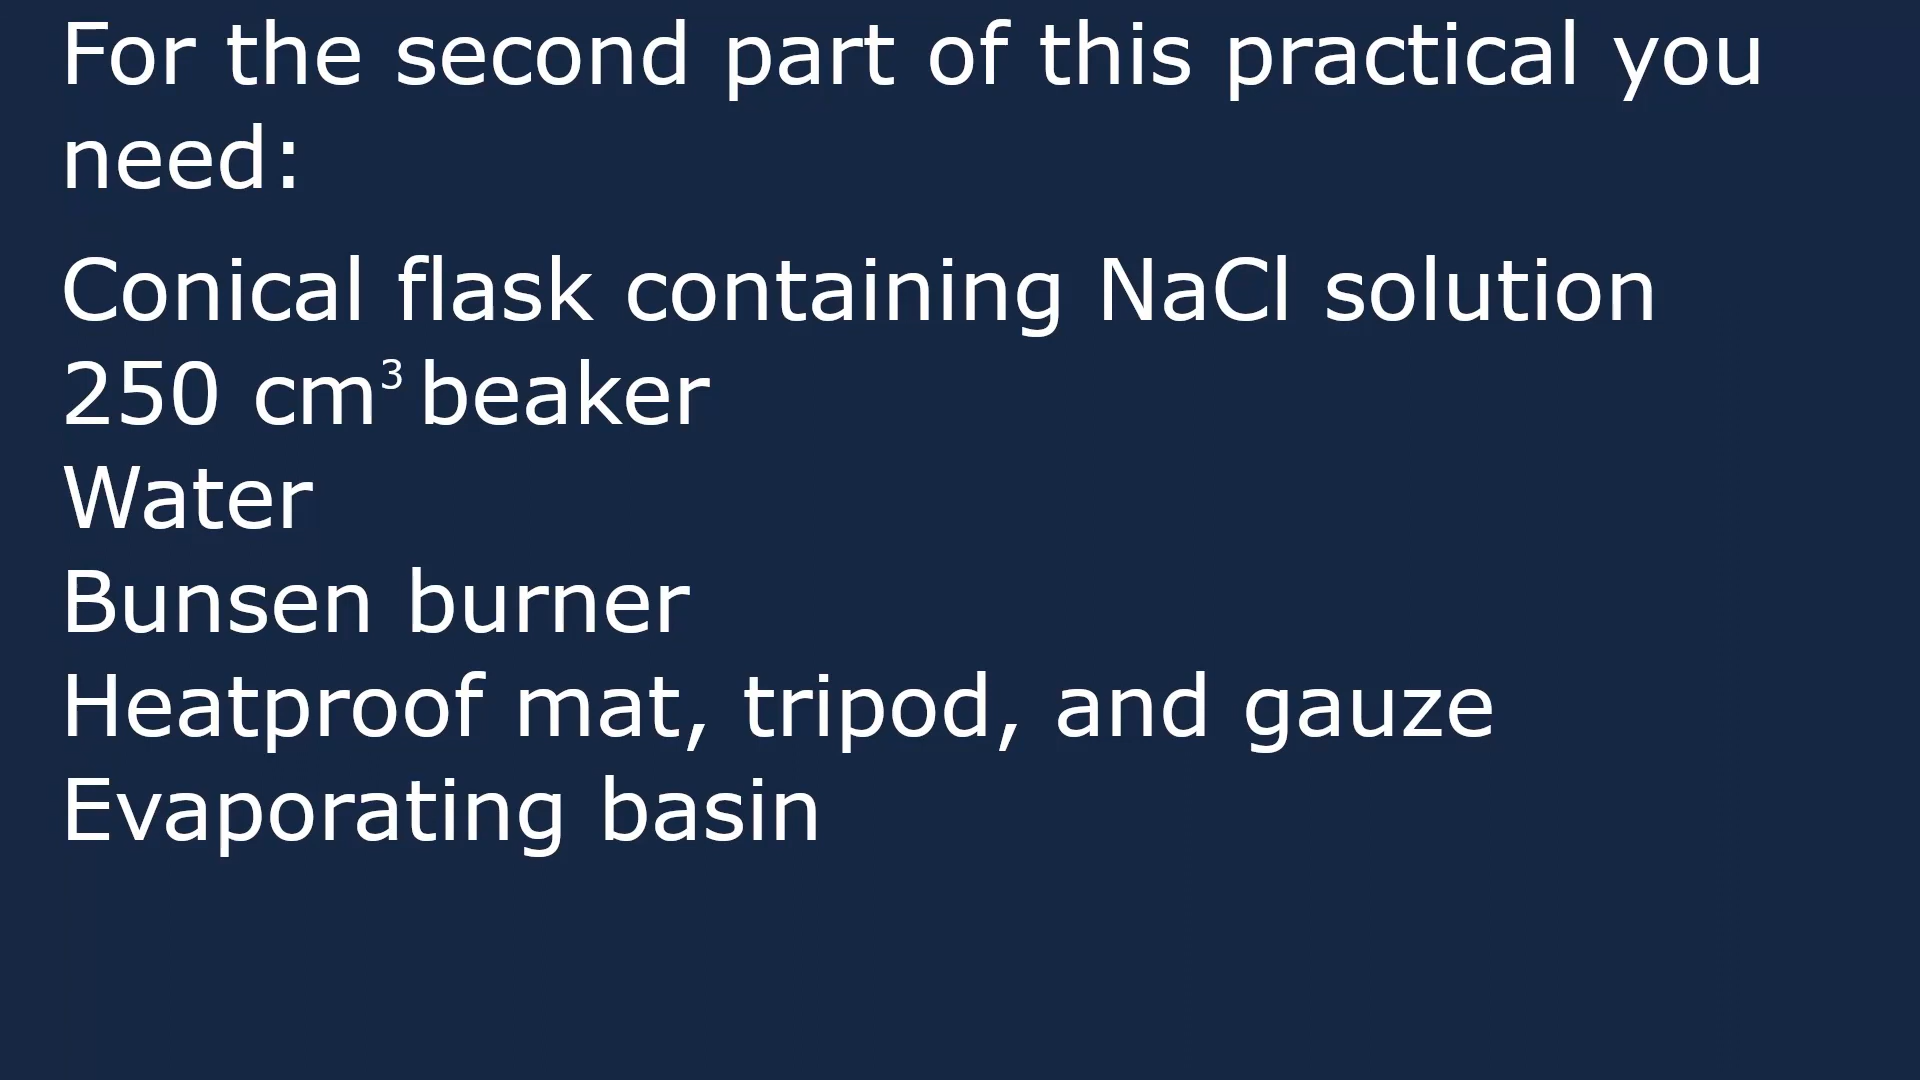 For the second part of this practical you
need:
Conical flask containing NaCl solution
250 cm³ beaker
Water
Bunsen burner
Heatproof mat, tripod, and gauze
Evaporating basin